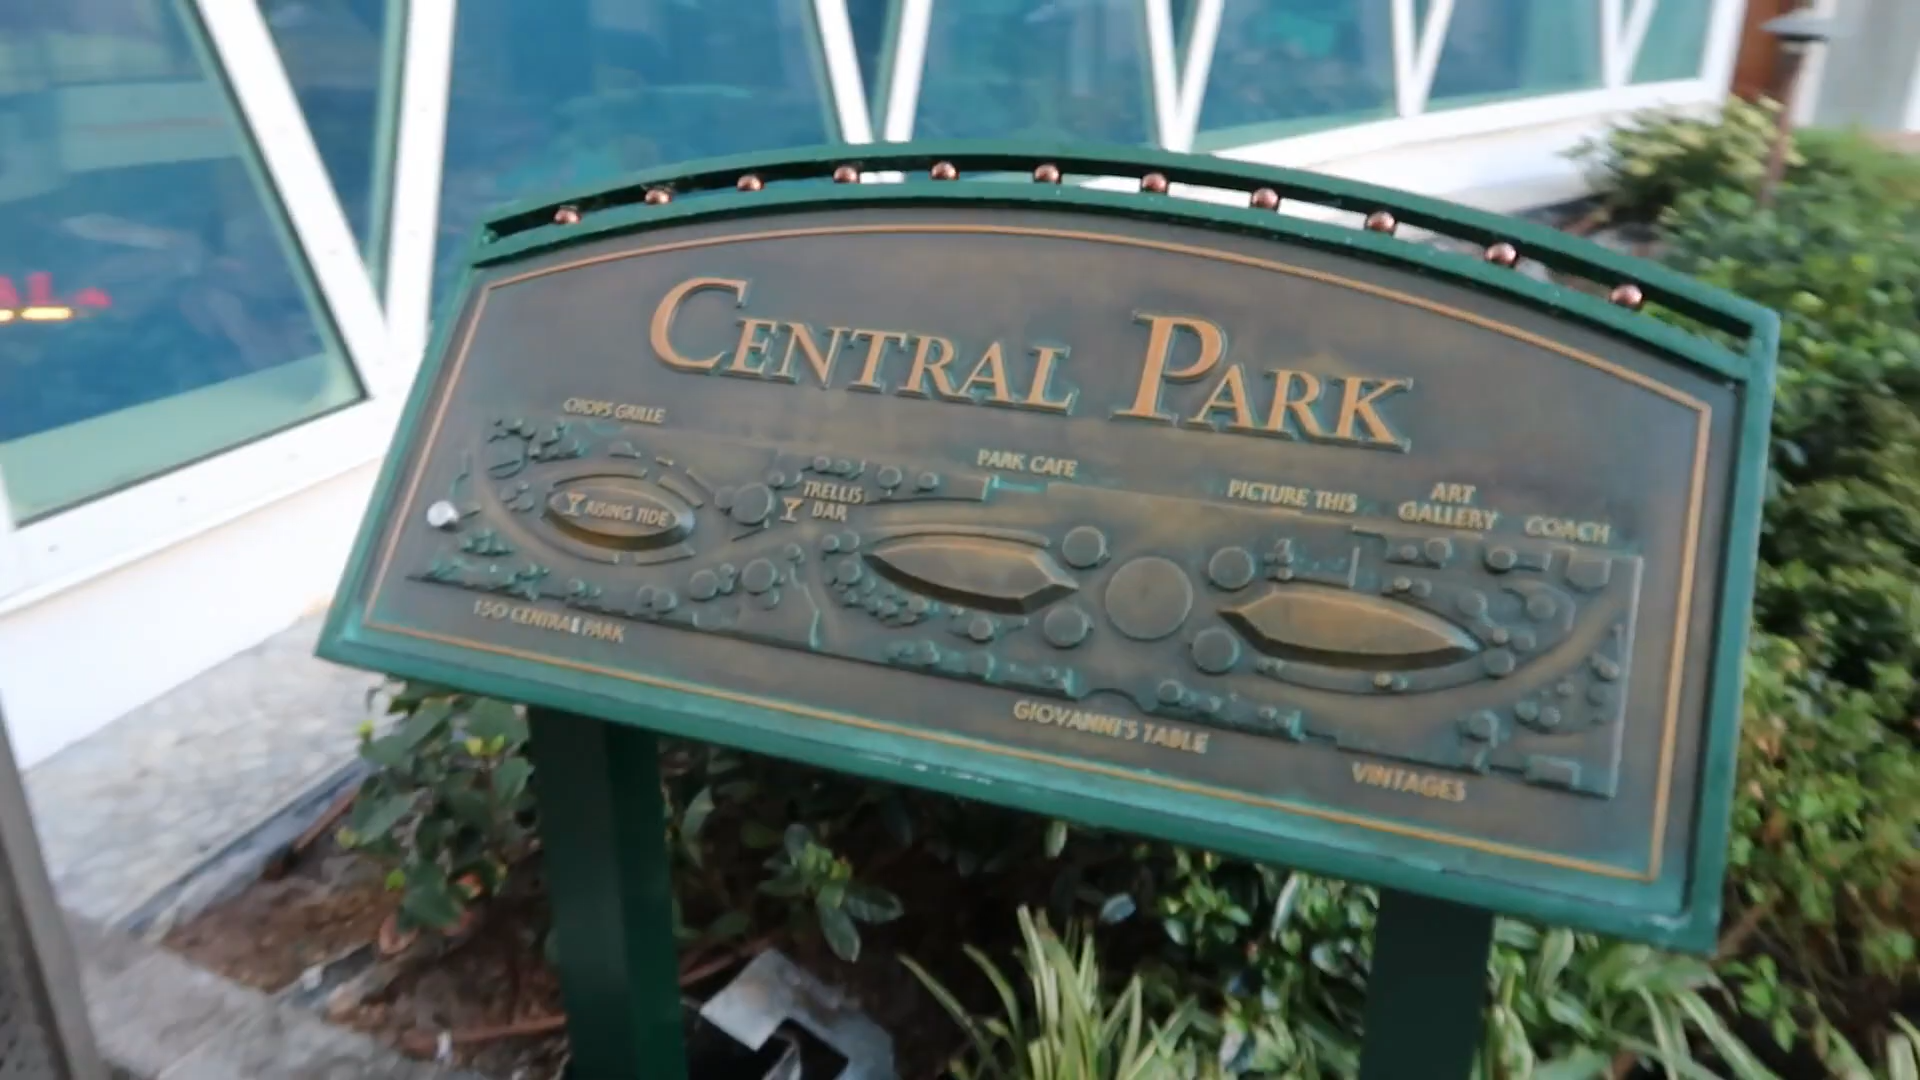 CENTRAL PARK
CHOPS GRILLE
PARK CAFE
PICTURE THIS
ART
GALLERY
COACH
RISING TIDE
TRELLIS
BAR
150 CENTRAL PARK
GIOVANNI'S TABLE
VINTAGES